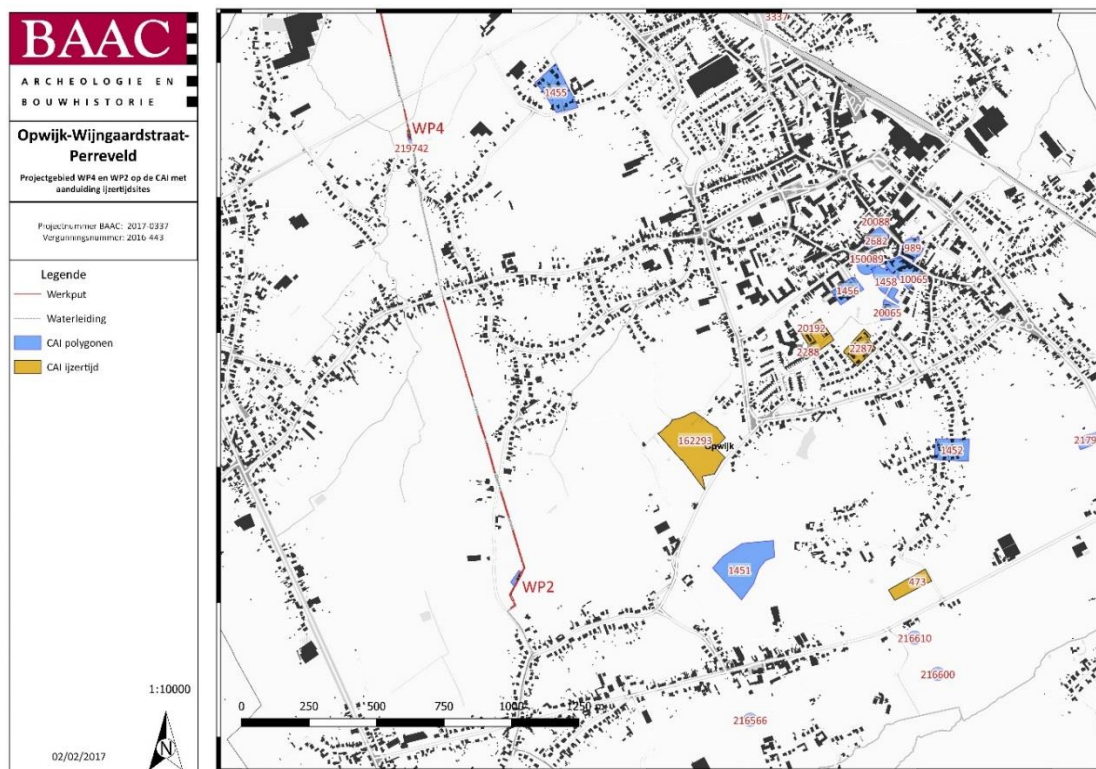 BAAC
ARCHEOLOGIE EN
BOUWHISTORIE
Opwijk-Wijngaardstraat-
Perreveld
Projectgebied WP4 en WP2 op de CAI met
aanduiding ijzertijdsites
Projectnummer BAAC: 2017-0337
Vergunningsnummer: 2016-443
Legende
Werkput
Waterleiding
CAI polygonen
CAI ijzertijd
1:10000
N
02/02/2017
3337
1455
WP4
219742
20088
2682
989
150089
1458
10065
1456
20065
20192
2288
2287
162293
Opwijk
1452
2179
1451
WP2
473
216610
216600
216566
0
250
500
750
1000
1250 m